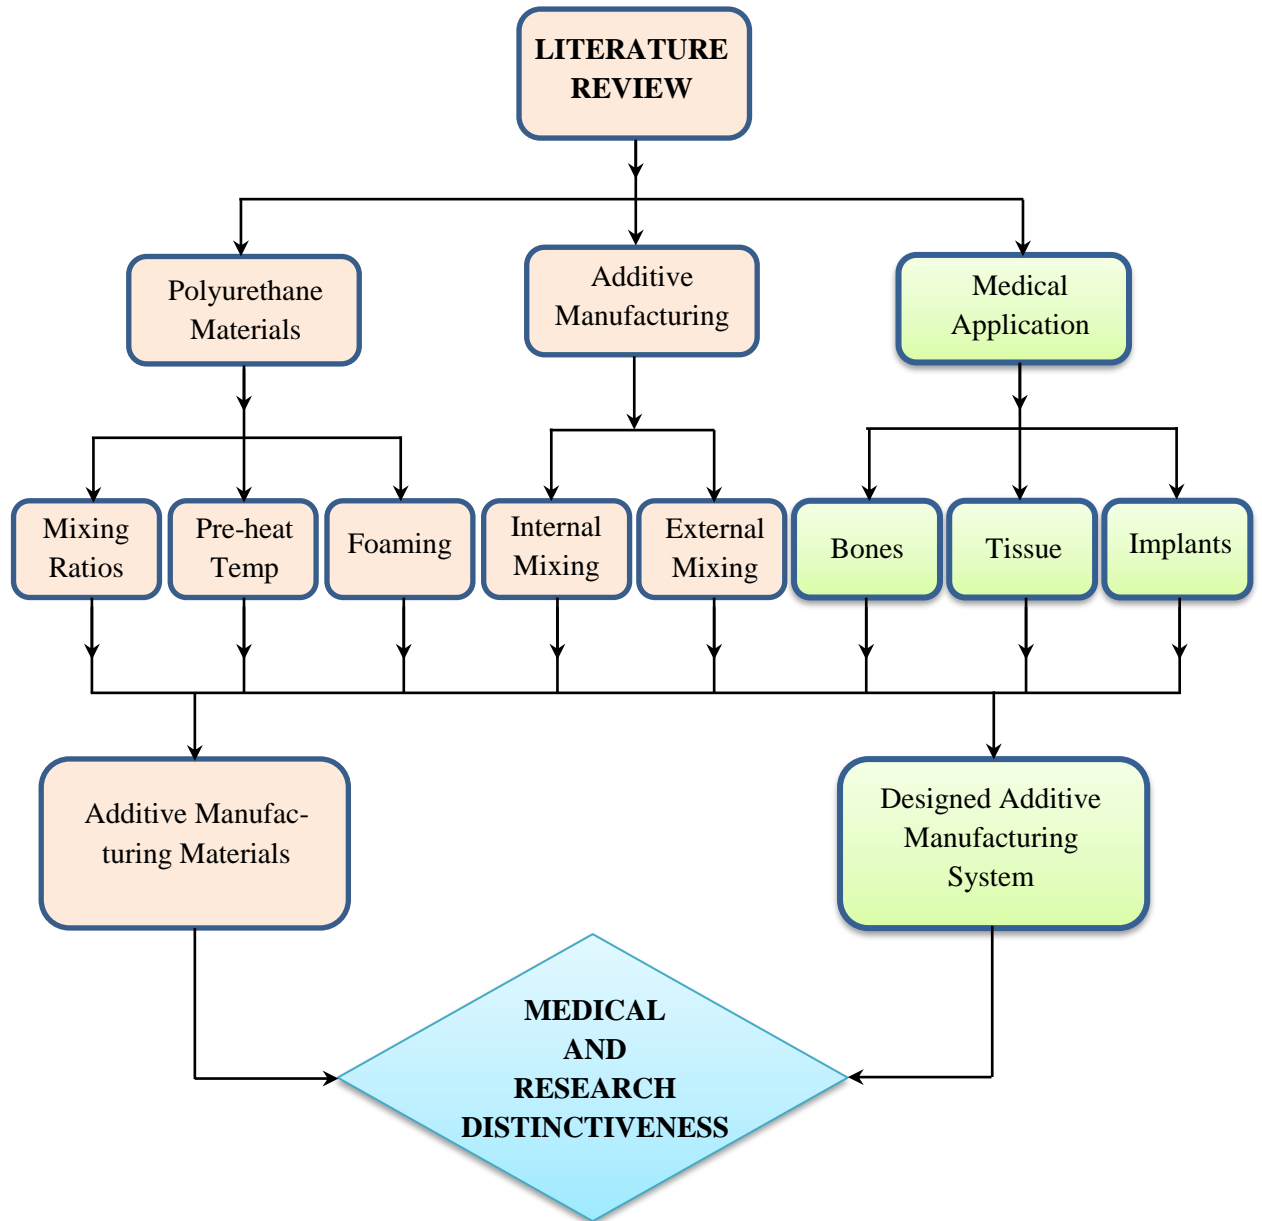 LITERATURE
REVIEW
Polyurethane
Materials
Additive
Manufacturing
Medical
Application
Mixing
Ratios
Pre-heat
Temp
Foaming
Internal
Mixing
External
Mixing
Bones
Tissue
Implants
Additive Manufac-
turing Materials
Designed Additive
Manufacturing
System
MEDICAL
AND
RESEARCH
DISTINCTIVENESS